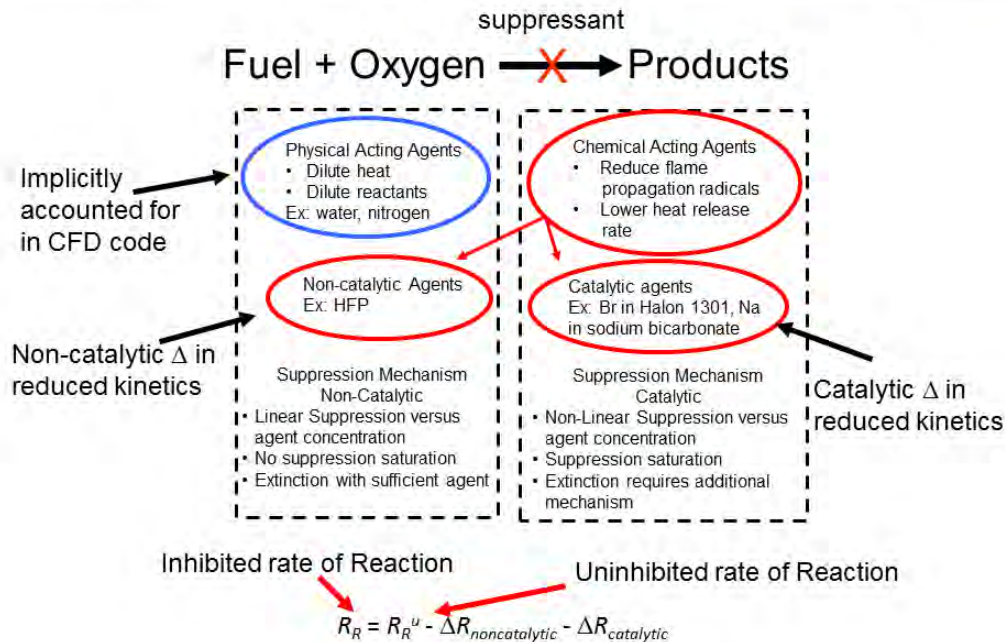 suppressant
Fuel + Oxygen X Products
Physical Acting Agents
• Dilute heat
• Dilute reactants
Ex: water, nitrogen
Chemical Acting Agents
• Reduce flame
propagation radicals
• Lower heat release
rate
Implicitly
accounted for
in CFD code
Non-catalytic Agents
Ex: HFP
Catalytic agents
Ex: Br in Halon 1301, Na
in sodium bicarbonate
Non-catalytic Δ in
reduced kinetics
Catalytic Δ in
reduced kinetics
Suppression Mechanism
Non-Catalytic
• Linear Suppression versus
agent concentration
• No suppression saturation
• Extinction with sufficient agent
Suppression Mechanism
Catalytic
• Non-Linear Suppression versus
agent concentration
• Suppression saturation
• Extinction requires additional
mechanism
Inhibited rate of Reaction
Uninhibited rate of Reaction
R_R = R_R^u - ΔR_noncatalytic - ΔR_catalytic